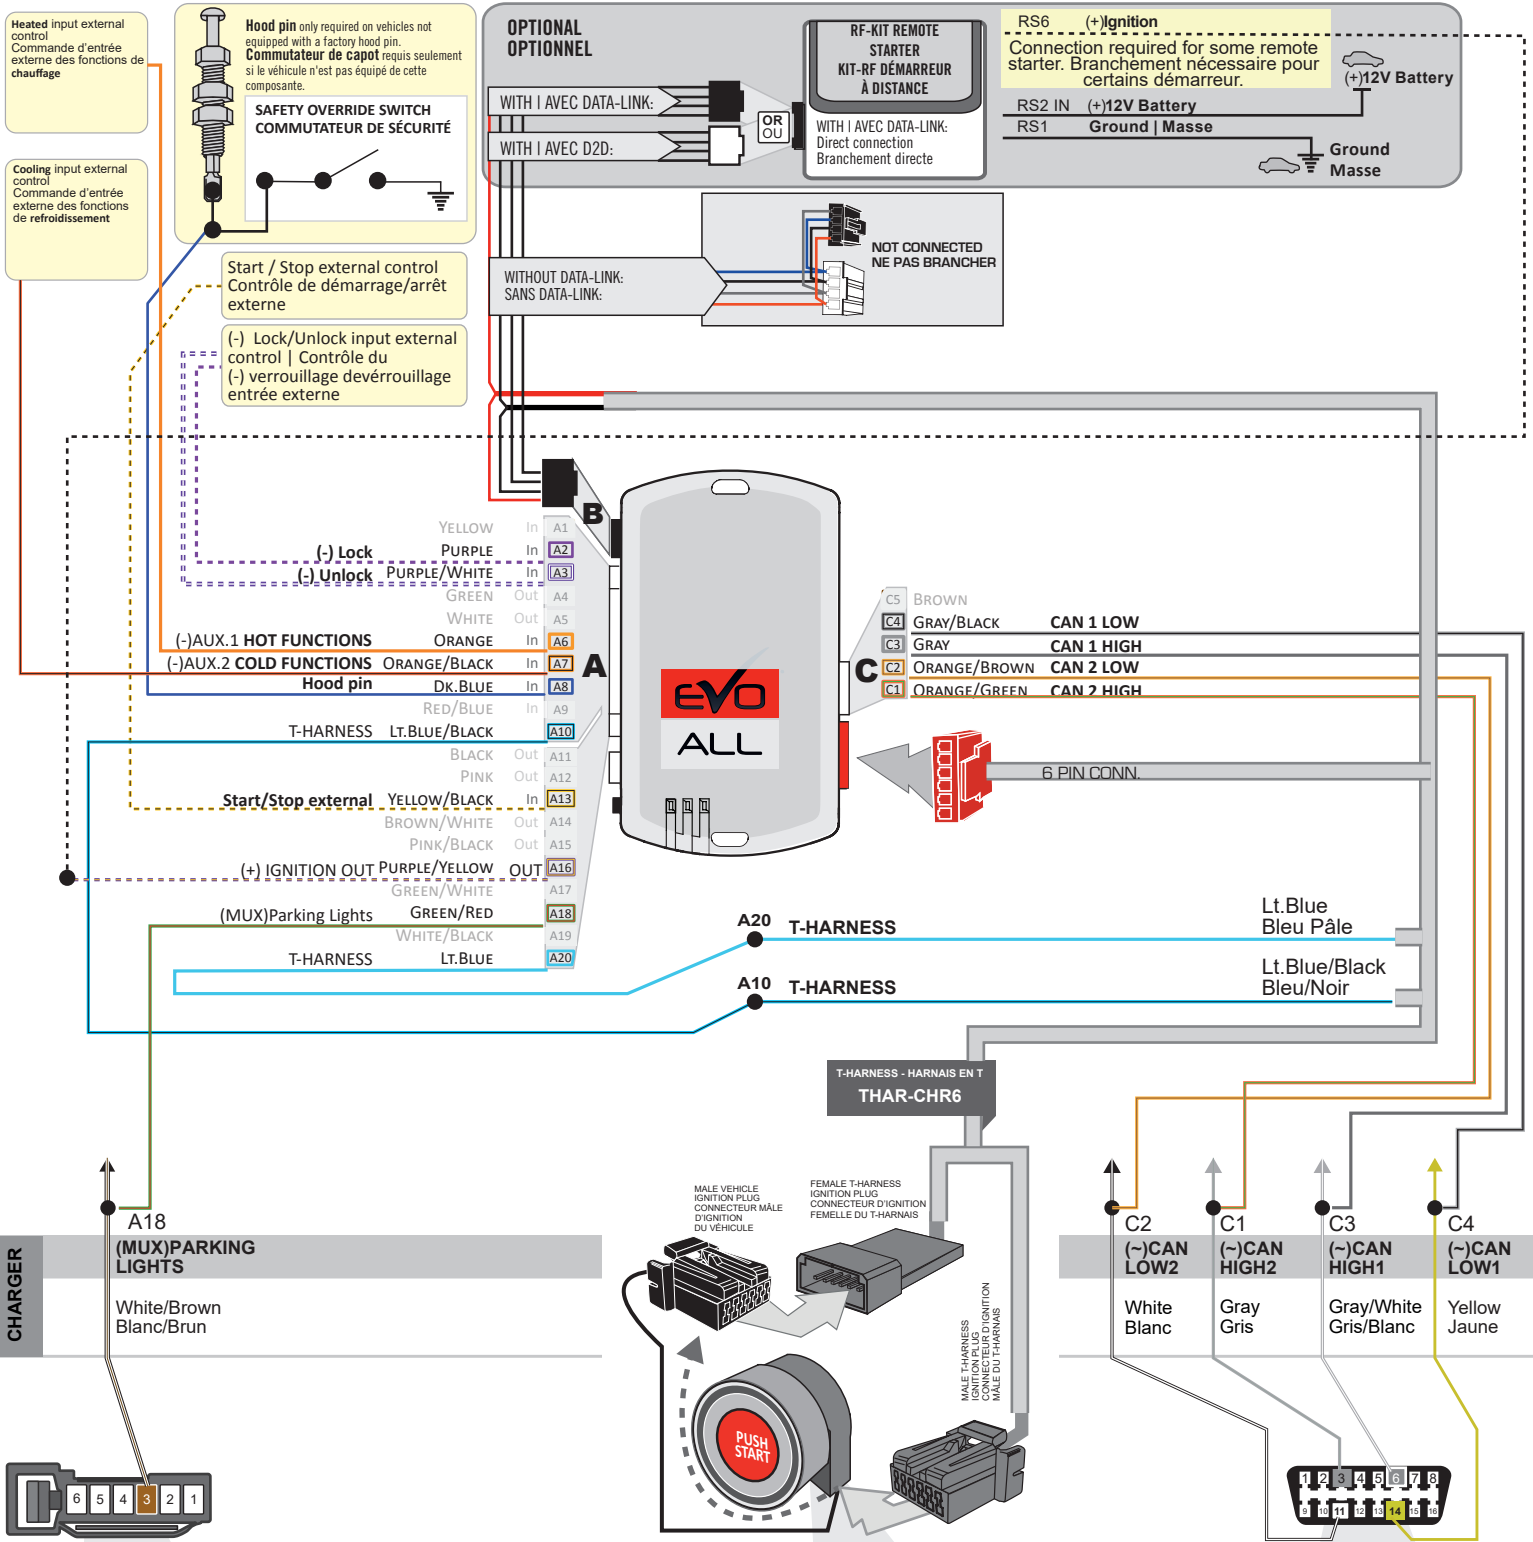 Heated input external
control
Commande d'entrée
externe des fonctions de
chauffage
Cooling input external
control
Commande d'entrée
externe des fonctions
de refroidissement
Hood pin only required on vehicles not
equipped with a factory hood pin.
Commutateur de capot requis seulement
si le véhicule n'est pas équipé de cette
composante.
SAFETY OVERRIDE SWITCH
COMMUTATEUR DE SÉCURITÉ
Start / Stop external control
Contrôle de démarrage/arrêt
externe
(-) Lock/Unlock input external
control | Contrôle du
(-) verrouillage devérrouillage
entrée externe
OPTIONAL
OPTIONNEL
WITH | AVEC DATA-LINK:
WITH | AVEC D2D:
OR
OU
RF-KIT REMOTE
STARTER
KIT-RF DÉMARREUR
À DISTANCE
WITH | AVEC DATA-LINK:
Direct connection
Branchement directe
RS6 (+)Ignition
Connection required for some remote
starter. Branchement nécessaire pour
certains démarreur.
(+)12V Battery
RS2 IN (+)12V Battery
RS1 Ground | Masse
Ground
Masse
WITHOUT DATA-LINK:
SANS DATA-LINK:
NOT CONNECTED
NE PAS BRANCHER
B
A
C
YELLOW In A1
(-) Lock PURPLE In A2
(-) Unlock PURPLE/WHITE In A3
GREEN Out A4
WHITE Out A5
(-)AUX.1 HOT FUNCTIONS ORANGE In A6
(-)AUX.2 COLD FUNCTIONS ORANGE/BLACK In A7
Hood pin DK.BLUE In A8
RED/BLUE In A9
T-HARNESS LT.BLUE/BLACK A10
BLACK Out A11
PINK Out A12
Start/Stop external YELLOW/BLACK In A13
BROWN/WHITE Out A14
PINK/BLACK Out A15
(+) IGNITION OUT PURPLE/YELLOW OUT A16
GREEN/WHITE A17
(MUX)Parking Lights GREEN/RED A18
WHITE/BLACK A19
T-HARNESS LT.BLUE A20
EVO
ALL
C5 BROWN
C4 GRAY/BLACK CAN 1 LOW
C3 GRAY CAN 1 HIGH
C2 ORANGE/BROWN CAN 2 LOW
C1 ORANGE/GREEN CAN 2 HIGH
6 PIN CONN.
A20 T-HARNESS
Lt.Blue
Bleu Pâle
A10 T-HARNESS
Lt.Blue/Black
Bleu/Noir
T-HARNESS - HARNAIS EN T
THAR-CHR6
MALE VEHICLE
IGNITION PLUG
CONNECTEUR MÂLE
D'IGNITION
DU VÉHICULE
FEMALE T-HARNESS
IGNITION PLUG
CONNECTEUR D'IGNITION
FEMELLE DU T-HARNAIS
MALE T-HARNESS
IGNITION PLUG
CONNECTEUR D'IGNITION
MÂLE DU T-HARNAIS
PUSH
START
CHARGER
A18
(MUX)PARKING
LIGHTS
White/Brown
Blanc/Brun
6 5 4 3 2 1
C2
(~)CAN
LOW2
White
Blanc
C1
(~)CAN
HIGH2
Gray
Gris
C3
(~)CAN
HIGH1
Gray/White
Gris/Blanc
C4
(~)CAN
LOW1
Yellow
Jaune
1 2 3 4 5 6 7 8
9 10 11 12 13 14 15 16